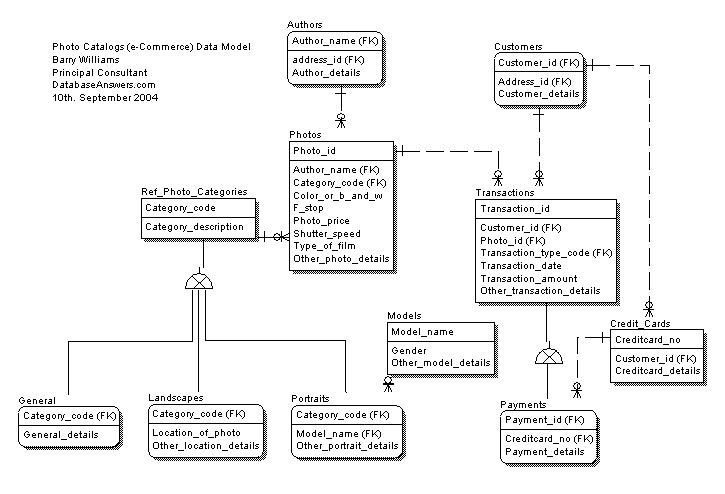 Photo Catalogs (e-Commerce) Data Model
Barry Williams
Principal Consultant
DatabaseAnswers.com
10th. September 2004
Authors
Author_name (FK)
address_id (FK)
Author_details
Customers
Customer_id (FK)
Address_id (FK)
Customer_details
Photos
Photo_id
Author_name (FK)
Category_code (FK)
Color_or_b_and_w
F_stop
Photo_price
Shutter_speed
Type_of_film
Other_photo_details
Ref_Photo_Categories
Category_code
Category_description
Transactions
Transaction_id
Customer_id (FK)
Photo_id (FK)
Transaction_type_code (FK)
Transaction_date
Transaction_amount
Other_transaction_details
Models
Model_name
Gender
Other_model_details
Credit_Cards
Creditcard_no
Customer_id (FK)
Creditcard_details
General
Category_code (FK)
General_details
Landscapes
Category_code (FK)
Location_of_photo
Other_location_details
Portraits
Category_code (FK)
Model_name (FK)
Other_portrait_details
Payments
Payment_id (FK)
Creditcard_no (FK)
Payment_details